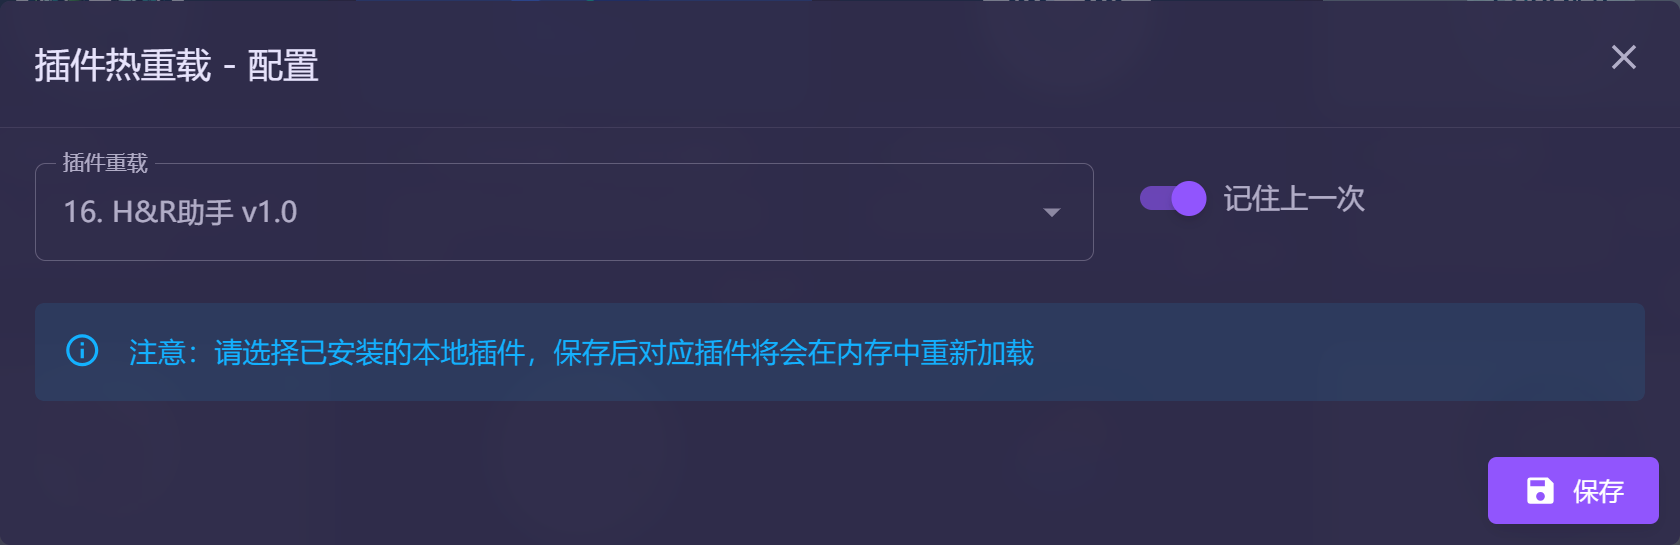 插件热重载 - 配置
插件重载
16. H&R助手 v1.0
记住上一次
注意：请选择已安装的本地插件，保存后对应插件将会在内存中重新加载
保存